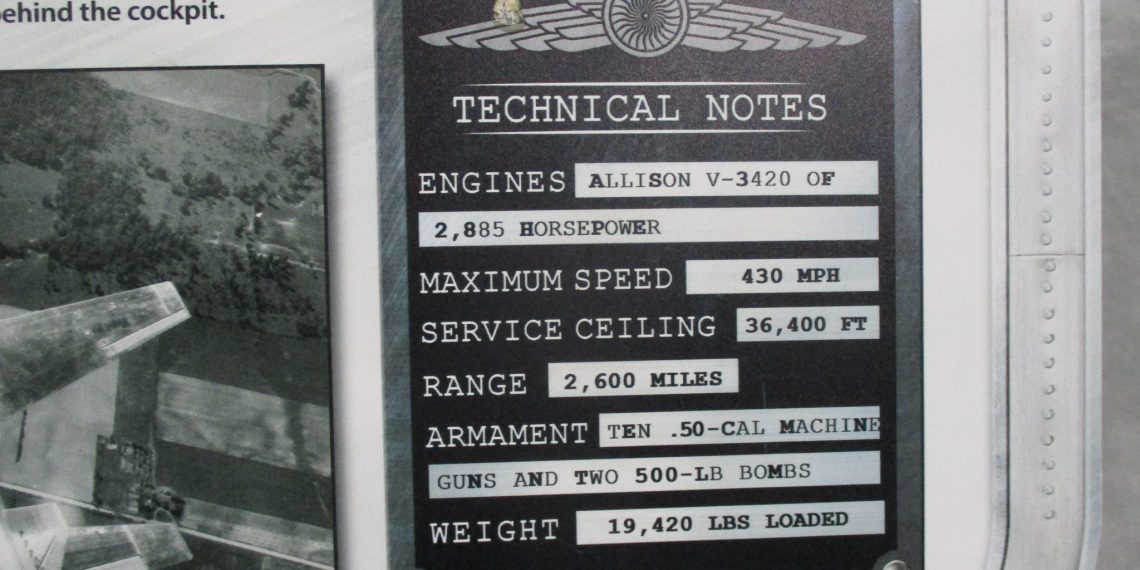 behind the cockpit.
TECHNICAL NOTES
ENGINES ALLISON V-3420 OF
2,885 HORSEPOWER
MAXIMUM SPEED 430 MPH
SERVICE CEILING 36,400 FT
RANGE 2,600 MILES
ARMAMENT TEN .50-CAL MACHINE
GUNS AND TWO 500-LB BOMBS
WEIGHT 19,420 LBS LOADED